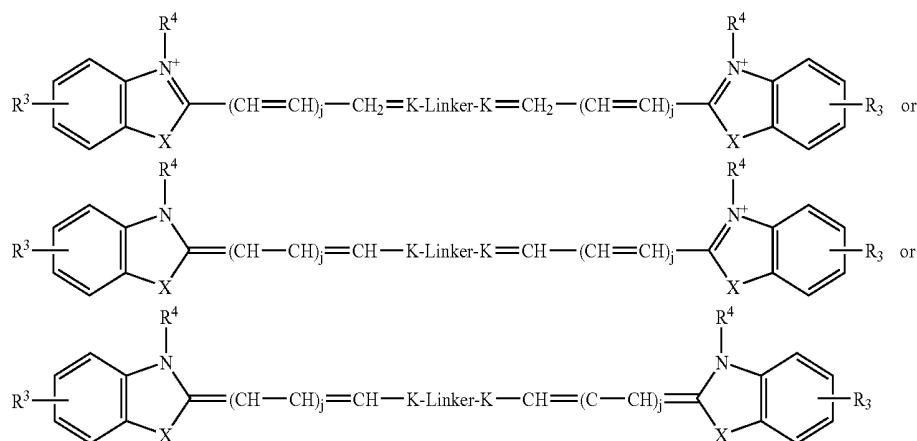 R⁴ R⁴
N⁺ N⁺
R³ (CH=CH)ⱼ—CH₂=K-Linker-K=CH₂—(CH=CH)ⱼ R₃ or
X X
R⁴ R⁴
N N⁺
R³ =(CH—CH)ⱼ=CH—K-Linker-K=CH—(CH=CH)ⱼ R₃ or
X X
R⁴ R⁴
N N
R³ =(CH—CH)ⱼ=CH—K-Linker-K—CH=(C—CH)ⱼ= R₃
X X